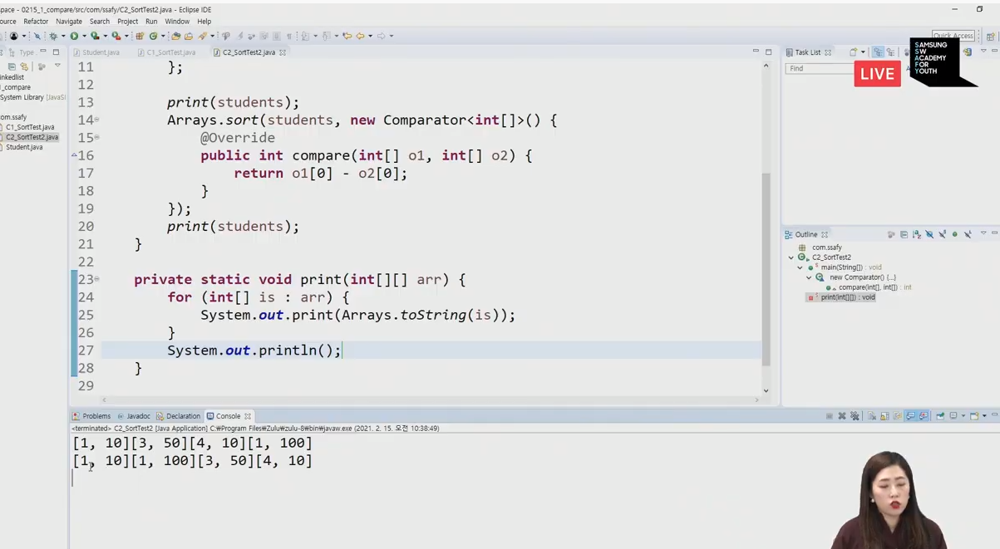 space - 0215_1_compare/src/com/ssafy/C2_SortTest2.java - Eclipse IDE
ource Refactor Navigate Search Project Run Window Help
Quick Access
Type
Student.java C1_SortTest.java C2_SortTest2.java
Task List
Find
LIVE
SAMSUNG
SW
ACADEMY
FOR
YOUTH
inkedlist
1_compare
System Library [JavaSI
com.ssafy
C1_SortTest.java
C2_SortTest2.java
Student.java
11 };
12
13 print(students);
14 Arrays.sort(students, new Comparator<int[]>() {
15 @Override
16 public int compare(int[] o1, int[] o2) {
17 return o1[0] - o2[0];
18 }
19 });
20 print(students);
21 }
22
23 private static void print(int[][] arr) {
24 for (int[] is : arr) {
25 System.out.print(Arrays.toString(is));
26 }
27 System.out.println();
28 }
29
Outline
com.ssafy
C2_SortTest2
main(String[]) : void
new Comparator() {...}
compare(int[], int[]) : int
print(int[][]) : void
Problems Javadoc Declaration Console
<terminated> C2_SortTest2 [Java Application] C:₩Program Files₩Zulu₩zulu-8₩bin₩javaw.exe (2021. 2. 15. 오전 10:38:49)
[1, 10][3, 50][4, 10][1, 100]
[1, 10][1, 100][3, 50][4, 10]